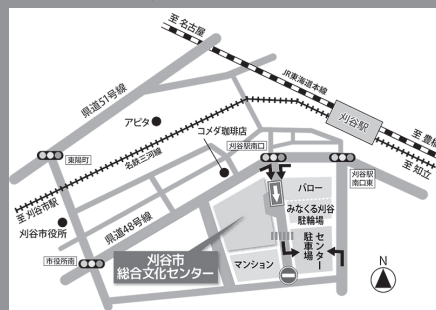 至名古屋
JR東海道本線
県道51号線
刈谷駅
至豊橋
至知立
アピタ
コメダ珈琲店
刈谷駅南口
東陽町
名鉄三河線
至刈谷市駅
刈谷市役所
県道48号線
市役所南
刈谷駅
南口東
バロー
みなくる刈谷
駐輪場
センター
駐車場
マンション
刈谷市
総合文化センター
N